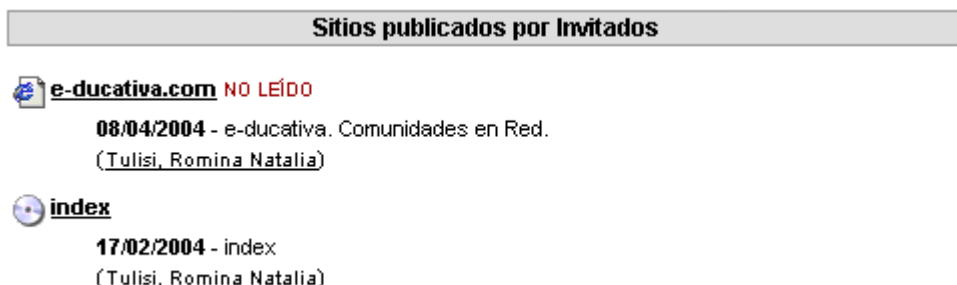 Sitios publicados por Invitados
e-ducativa.com NO LEÍDO
08/04/2004 - e-ducativa. Comunidades en Red.
(Tulisi, Romina Natalia)
index
17/02/2004 - index
(Tulisi, Romina Natalia)